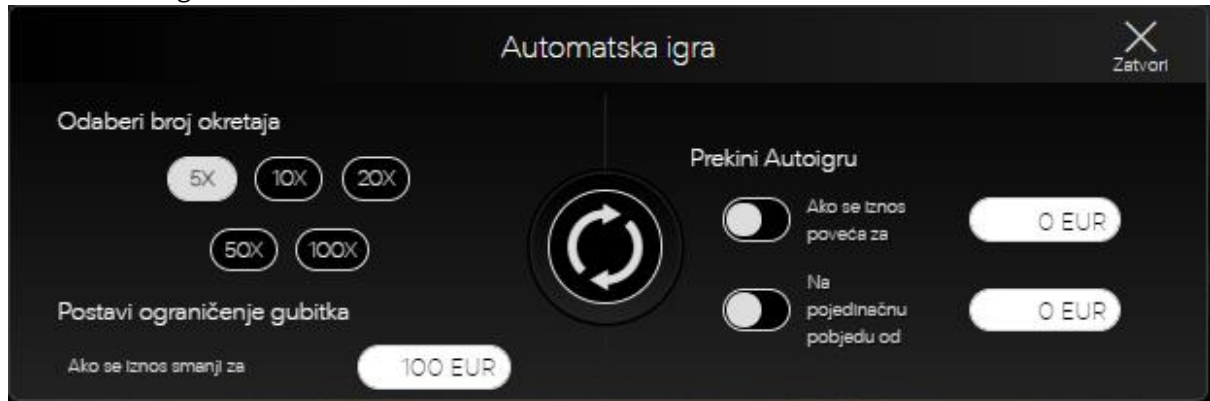 Automatska igra
Zatvori
Odaberi broj okretaja
5X 10X 20X
50X 100X
Postavi ograničenje gubitka
Ako se iznos smanji za 100 EUR
Prekini Autoigru
Ako se iznos
poveća za
0 EUR
Na
pojedinačnu
pobjedu od
0 EUR